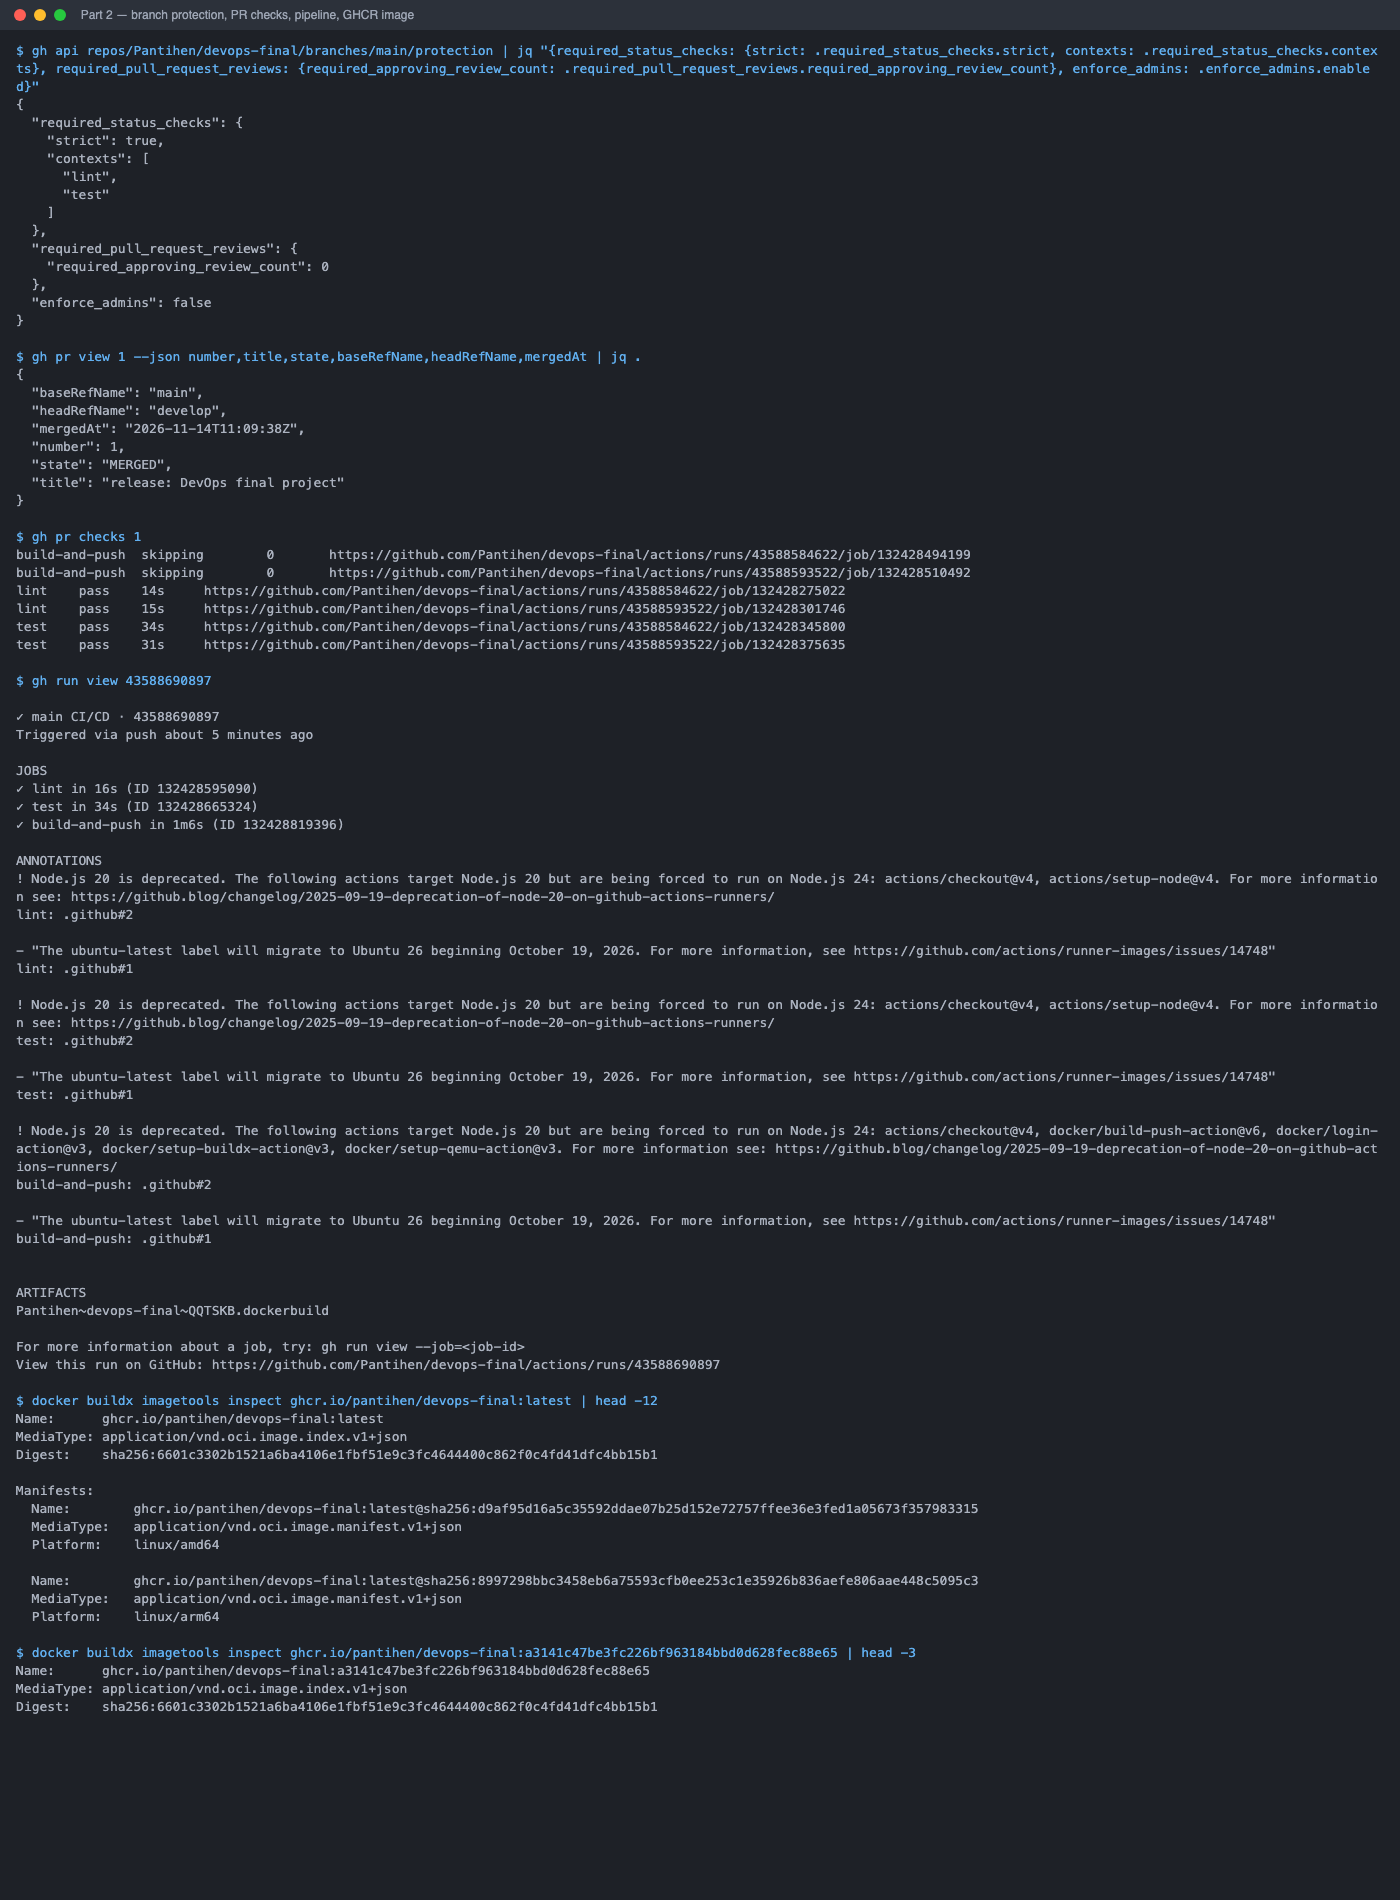 Part 2 — branch protection, PR checks, pipeline, GHCR image
$ gh api repos/Pantihen/devops-final/branches/main/protection | jq "{required_status_checks: {strict: .required_status_checks.strict, contexts: .required_status_checks.contex
ts}, required_pull_request_reviews: {required_approving_review_count: .required_pull_request_reviews.required_approving_review_count}, enforce_admins: .enforce_admins.enable
d}"
{
  "required_status_checks": {
    "strict": true,
    "contexts": [
      "lint",
      "test"
    ]
  },
  "required_pull_request_reviews": {
    "required_approving_review_count": 0
  },
  "enforce_admins": false
}
$ gh pr view 1 --json number,title,state,baseRefName,headRefName,mergedAt | jq .
{
  "baseRefName": "main",
  "headRefName": "develop",
  "mergedAt": "2026-11-14T11:09:38Z",
  "number": 1,
  "state": "MERGED",
  "title": "release: DevOps final project"
}
$ gh pr checks 1
build-and-push  skipping        0       https://github.com/Pantihen/devops-final/actions/runs/43588584622/job/132428494199
build-and-push  skipping        0       https://github.com/Pantihen/devops-final/actions/runs/43588593522/job/132428510492
lint    pass    14s     https://github.com/Pantihen/devops-final/actions/runs/43588584622/job/132428275022
lint    pass    15s     https://github.com/Pantihen/devops-final/actions/runs/43588593522/job/132428301746
test    pass    34s     https://github.com/Pantihen/devops-final/actions/runs/43588584622/job/132428345800
test    pass    31s     https://github.com/Pantihen/devops-final/actions/runs/43588593522/job/132428375635
$ gh run view 43588690897
✓ main CI/CD · 43588690897
Triggered via push about 5 minutes ago
JOBS
✓ lint in 16s (ID 132428595090)
✓ test in 34s (ID 132428665324)
✓ build-and-push in 1m6s (ID 132428819396)
ANNOTATIONS
! Node.js 20 is deprecated. The following actions target Node.js 20 but are being forced to run on Node.js 24: actions/checkout@v4, actions/setup-node@v4. For more informatio
n see: https://github.blog/changelog/2025-09-19-deprecation-of-node-20-on-github-actions-runners/
lint: .github#2
- "The ubuntu-latest label will migrate to Ubuntu 26 beginning October 19, 2026. For more information, see https://github.com/actions/runner-images/issues/14748"
lint: .github#1
! Node.js 20 is deprecated. The following actions target Node.js 20 but are being forced to run on Node.js 24: actions/checkout@v4, actions/setup-node@v4. For more informatio
n see: https://github.blog/changelog/2025-09-19-deprecation-of-node-20-on-github-actions-runners/
test: .github#2
- "The ubuntu-latest label will migrate to Ubuntu 26 beginning October 19, 2026. For more information, see https://github.com/actions/runner-images/issues/14748"
test: .github#1
! Node.js 20 is deprecated. The following actions target Node.js 20 but are being forced to run on Node.js 24: actions/checkout@v4, docker/build-push-action@v6, docker/login-
action@v3, docker/setup-buildx-action@v3, docker/setup-qemu-action@v3. For more information see: https://github.blog/changelog/2025-09-19-deprecation-of-node-20-on-github-act
ions-runners/
build-and-push: .github#2
- "The ubuntu-latest label will migrate to Ubuntu 26 beginning October 19, 2026. For more information, see https://github.com/actions/runner-images/issues/14748"
build-and-push: .github#1
ARTIFACTS
Pantihen~devops-final~QQTSKB.dockerbuild
For more information about a job, try: gh run view --job=<job-id>
View this run on GitHub: https://github.com/Pantihen/devops-final/actions/runs/43588690897
$ docker buildx imagetools inspect ghcr.io/pantihen/devops-final:latest | head -12
Name:      ghcr.io/pantihen/devops-final:latest
MediaType: application/vnd.oci.image.index.v1+json
Digest:    sha256:6601c3302b1521a6ba4106e1fbf51e9c3fc4644400c862f0c4fd41dfc4bb15b1
Manifests:
  Name:        ghcr.io/pantihen/devops-final:latest@sha256:d9af95d16a5c35592ddae07b25d152e72757ffee36e3fed1a05673f357983315
  MediaType:   application/vnd.oci.image.manifest.v1+json
  Platform:    linux/amd64
  Name:        ghcr.io/pantihen/devops-final:latest@sha256:8997298bbc3458eb6a75593cfb0ee253c1e35926b836aefe806aae448c5095c3
  MediaType:   application/vnd.oci.image.manifest.v1+json
  Platform:    linux/arm64
$ docker buildx imagetools inspect ghcr.io/pantihen/devops-final:a3141c47be3fc226bf963184bbd0d628fec88e65 | head -3
Name:      ghcr.io/pantihen/devops-final:a3141c47be3fc226bf963184bbd0d628fec88e65
MediaType: application/vnd.oci.image.index.v1+json
Digest:    sha256:6601c3302b1521a6ba4106e1fbf51e9c3fc4644400c862f0c4fd41dfc4bb15b1